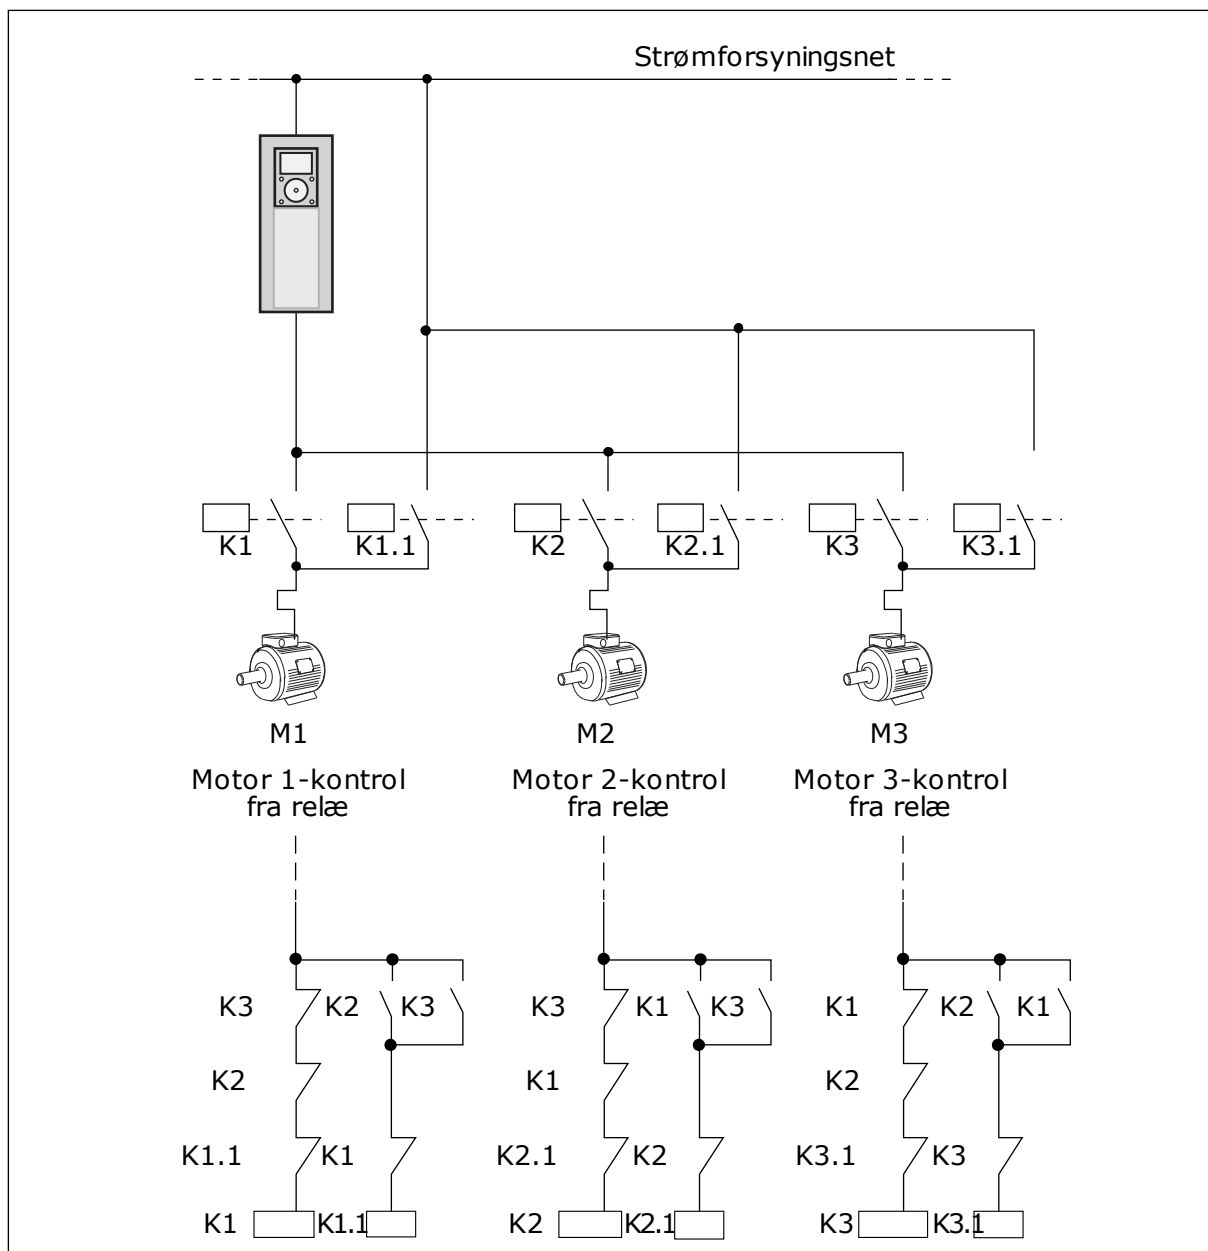 Strømforsyningsnet
K1 K1.1 K2 K2.1 K3 K3.1
M1 M2 M3
Motor 1-kontrol Motor 2-kontrol Motor 3-kontrol
fra relæ fra relæ fra relæ
K3 K2 K3 K3 K1 K3 K1 K2 K1
K2 K1 K2
K1.1 K1 K2.1 K2 K3.1 K3
K1 K1.1 K2 K2.1 K3 K3.1